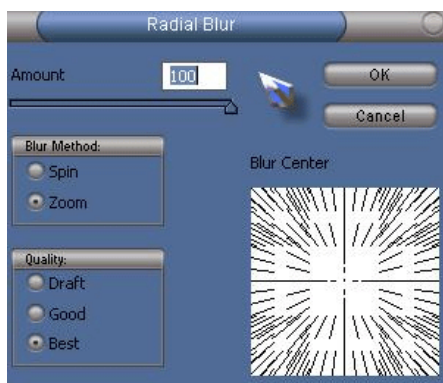 Radial Blur
Amount 100 OK
Cancel
Blur Method:
Spin
Zoom
Blur Center
Quality:
Draft
Good
Best